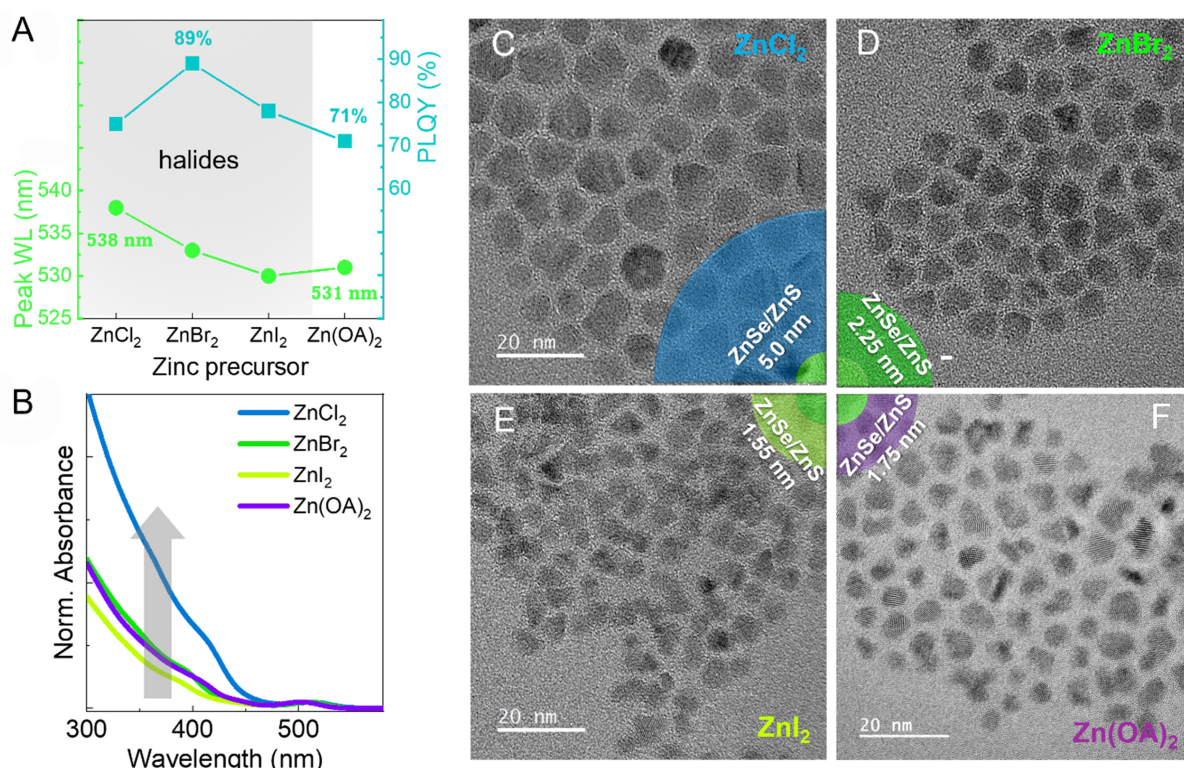 A
89%
71%
halides
538 nm
531 nm
Peak WL (nm)
540
535
530
525
PLQY (%)
90
80
70
60
ZnCl₂
ZnBr₂
ZnI₂
Zn(OA)₂
Zinc precursor
B
ZnCl₂
ZnBr₂
ZnI₂
Zn(OA)₂
Norm. Absorbance
300
400
500
Wavelength (nm)
C
ZnCl₂
20 nm
ZnSe/ZnS
5.0 nm
D
ZnBr₂
ZnSe/ZnS
2.25 nm
E
ZnSe/ZnS
1.55 nm
20 nm
ZnI₂
F
ZnSe/ZnS
1.75 nm
20 nm
Zn(OA)₂